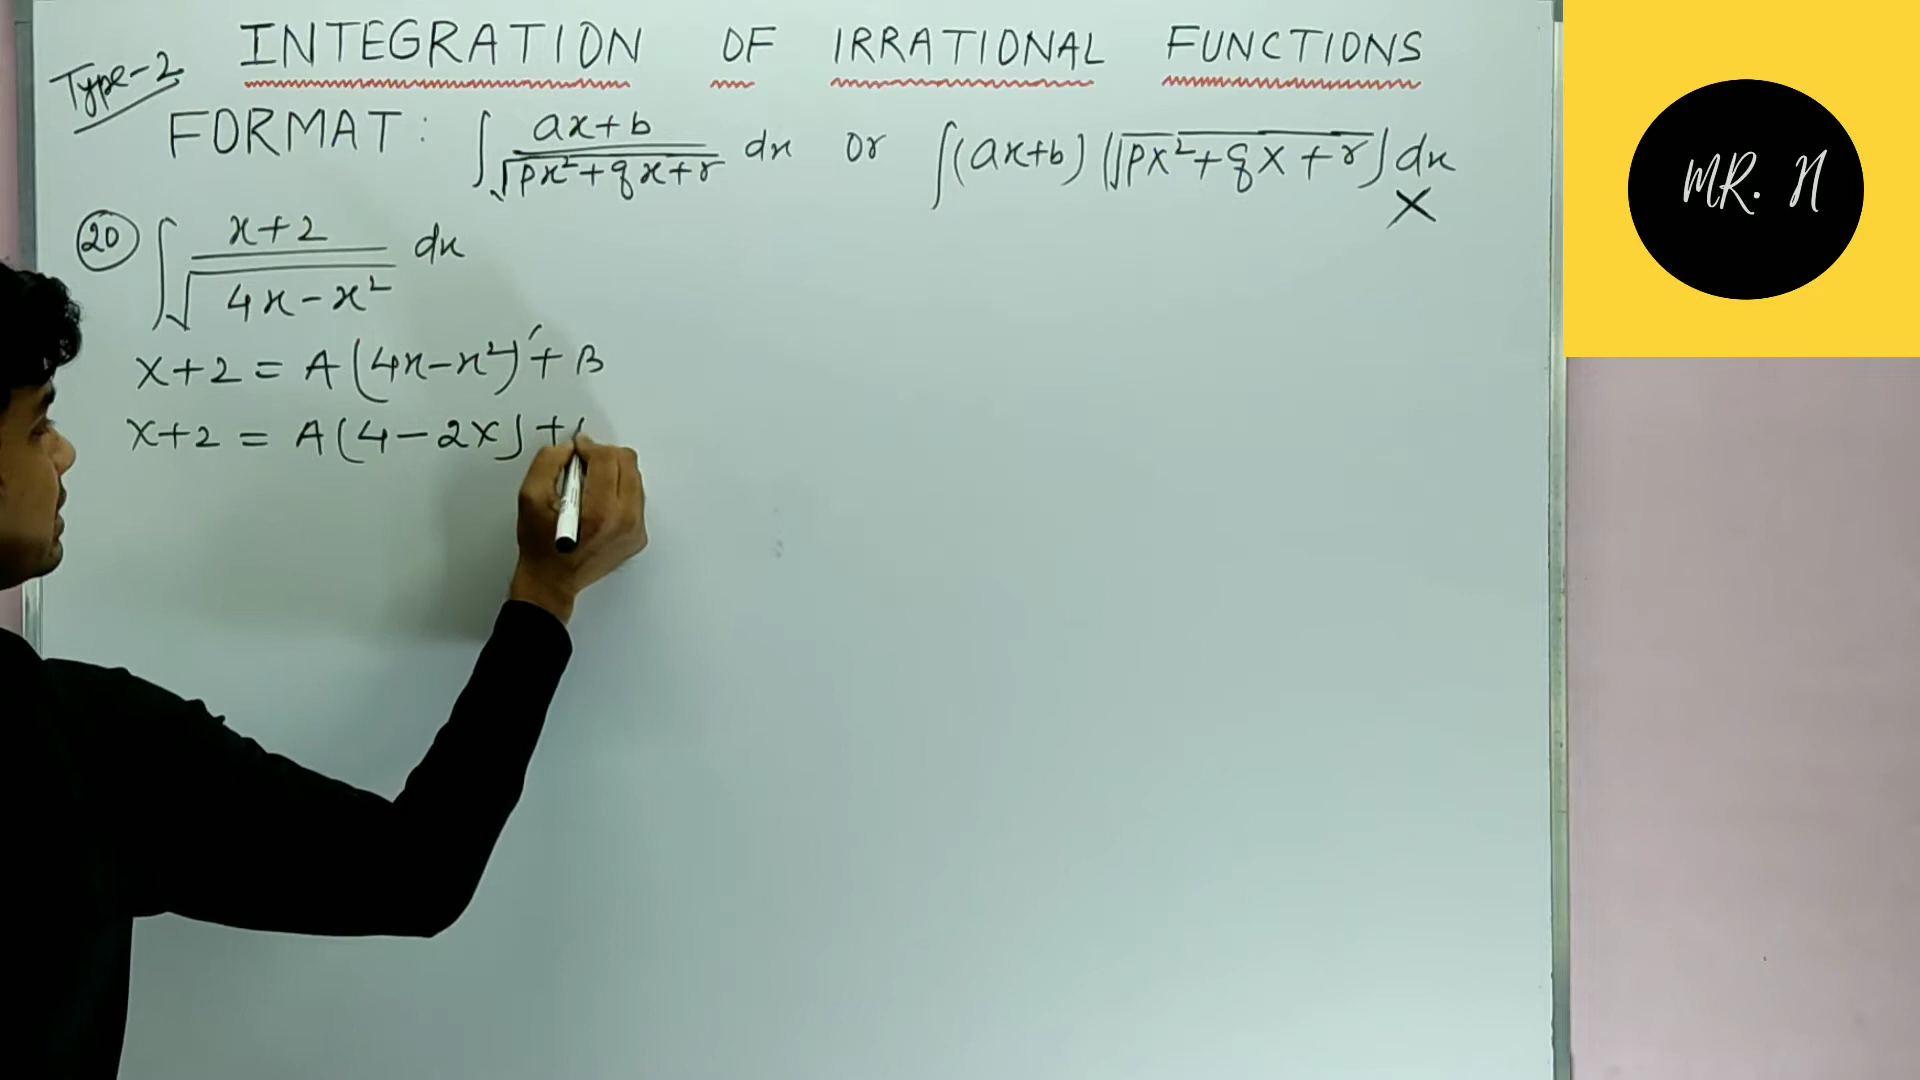 Type-2
INTEGRATION OF IRRATIONAL FUNCTIONS
FORMAT: ∫ (ax+b)/√(px²+qx+r) dx or ∫(ax+b)(√(px²+qx+r)) dx
X
MR. N
20 ∫ (x+2)/√(4x-x²) dx
x+2 = A(4x-x²)'+ B
x+2 = A(4-2x)+